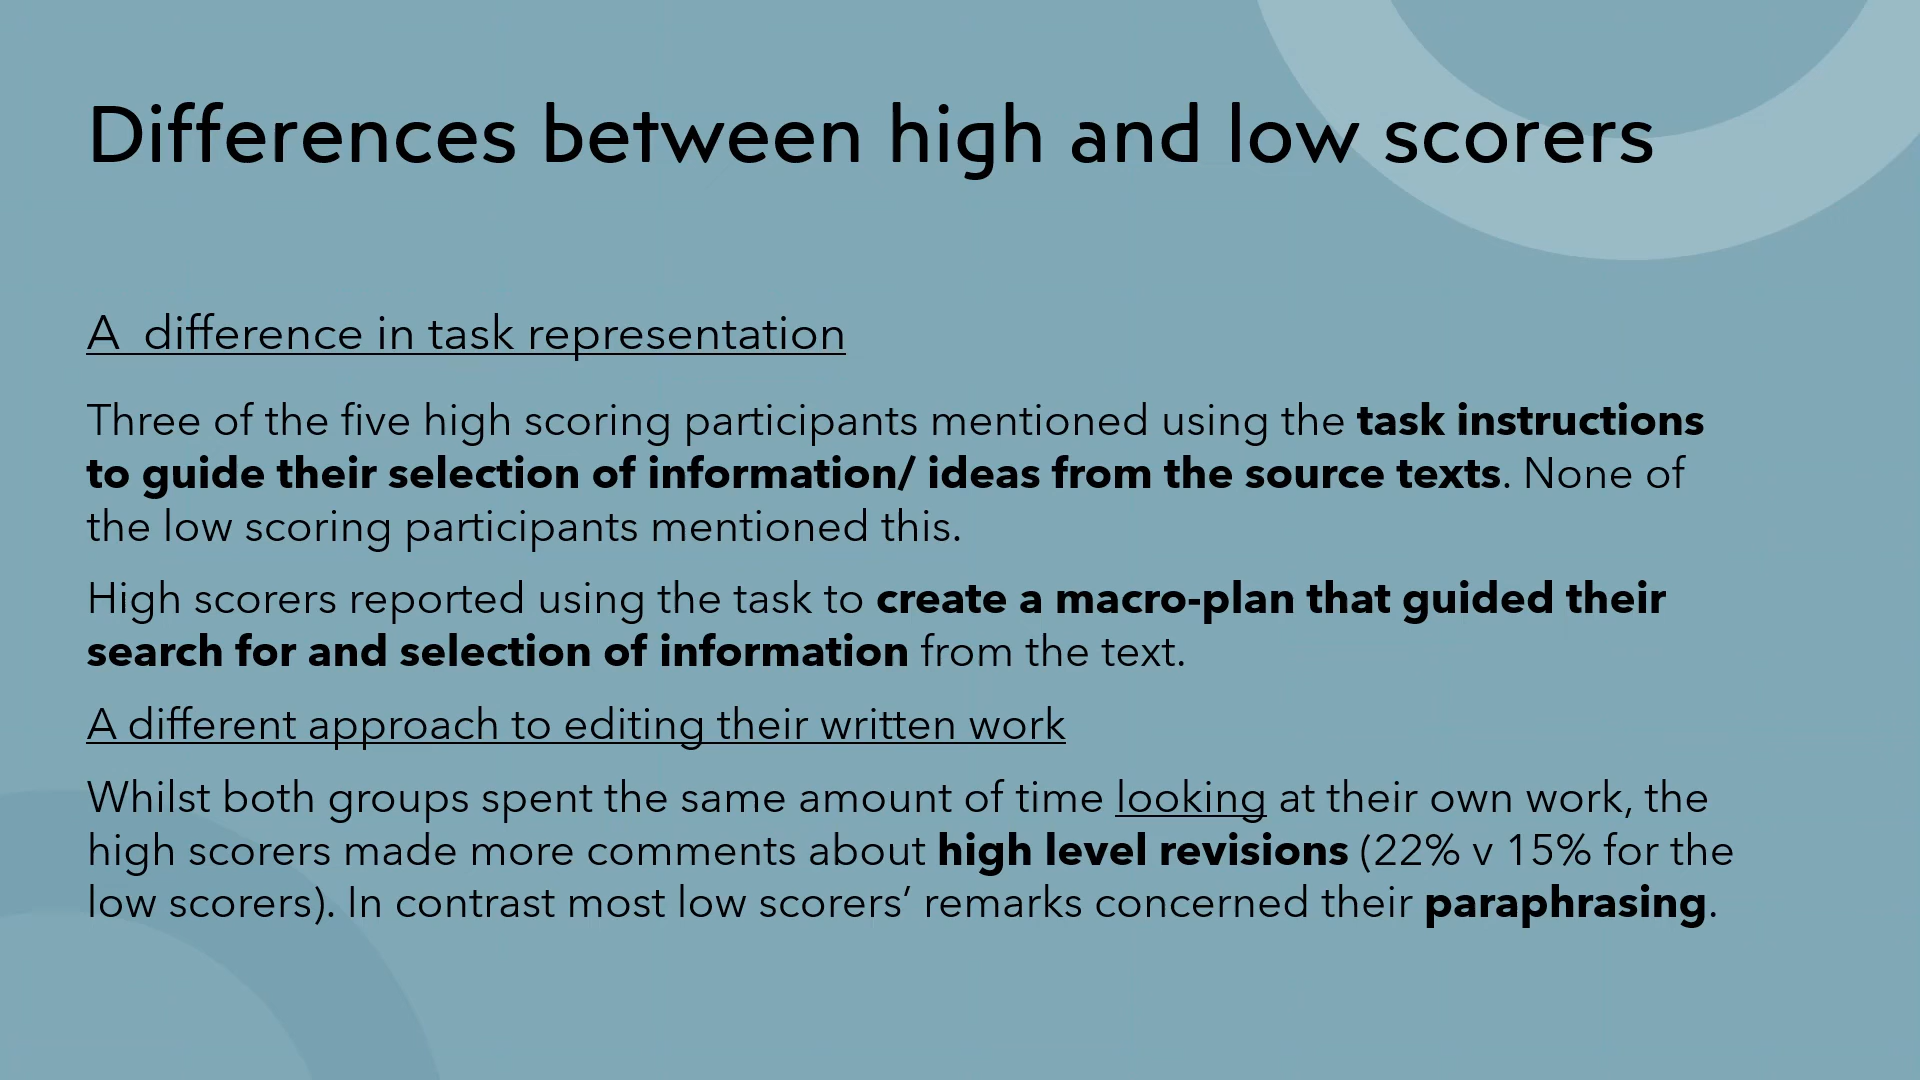 Differences between high and low scorers
A  difference in task representation
Three of the five high scoring participants mentioned using the task instructions
to guide their selection of information/ ideas from the source texts. None of
the low scoring participants mentioned this.
High scorers reported using the task to create a macro-plan that guided their
search for and selection of information from the text.
A different approach to editing their written work
Whilst both groups spent the same amount of time looking at their own work, the
high scorers made more comments about high level revisions (22% v 15% for the
low scorers). In contrast most low scorers’ remarks concerned their paraphrasing.